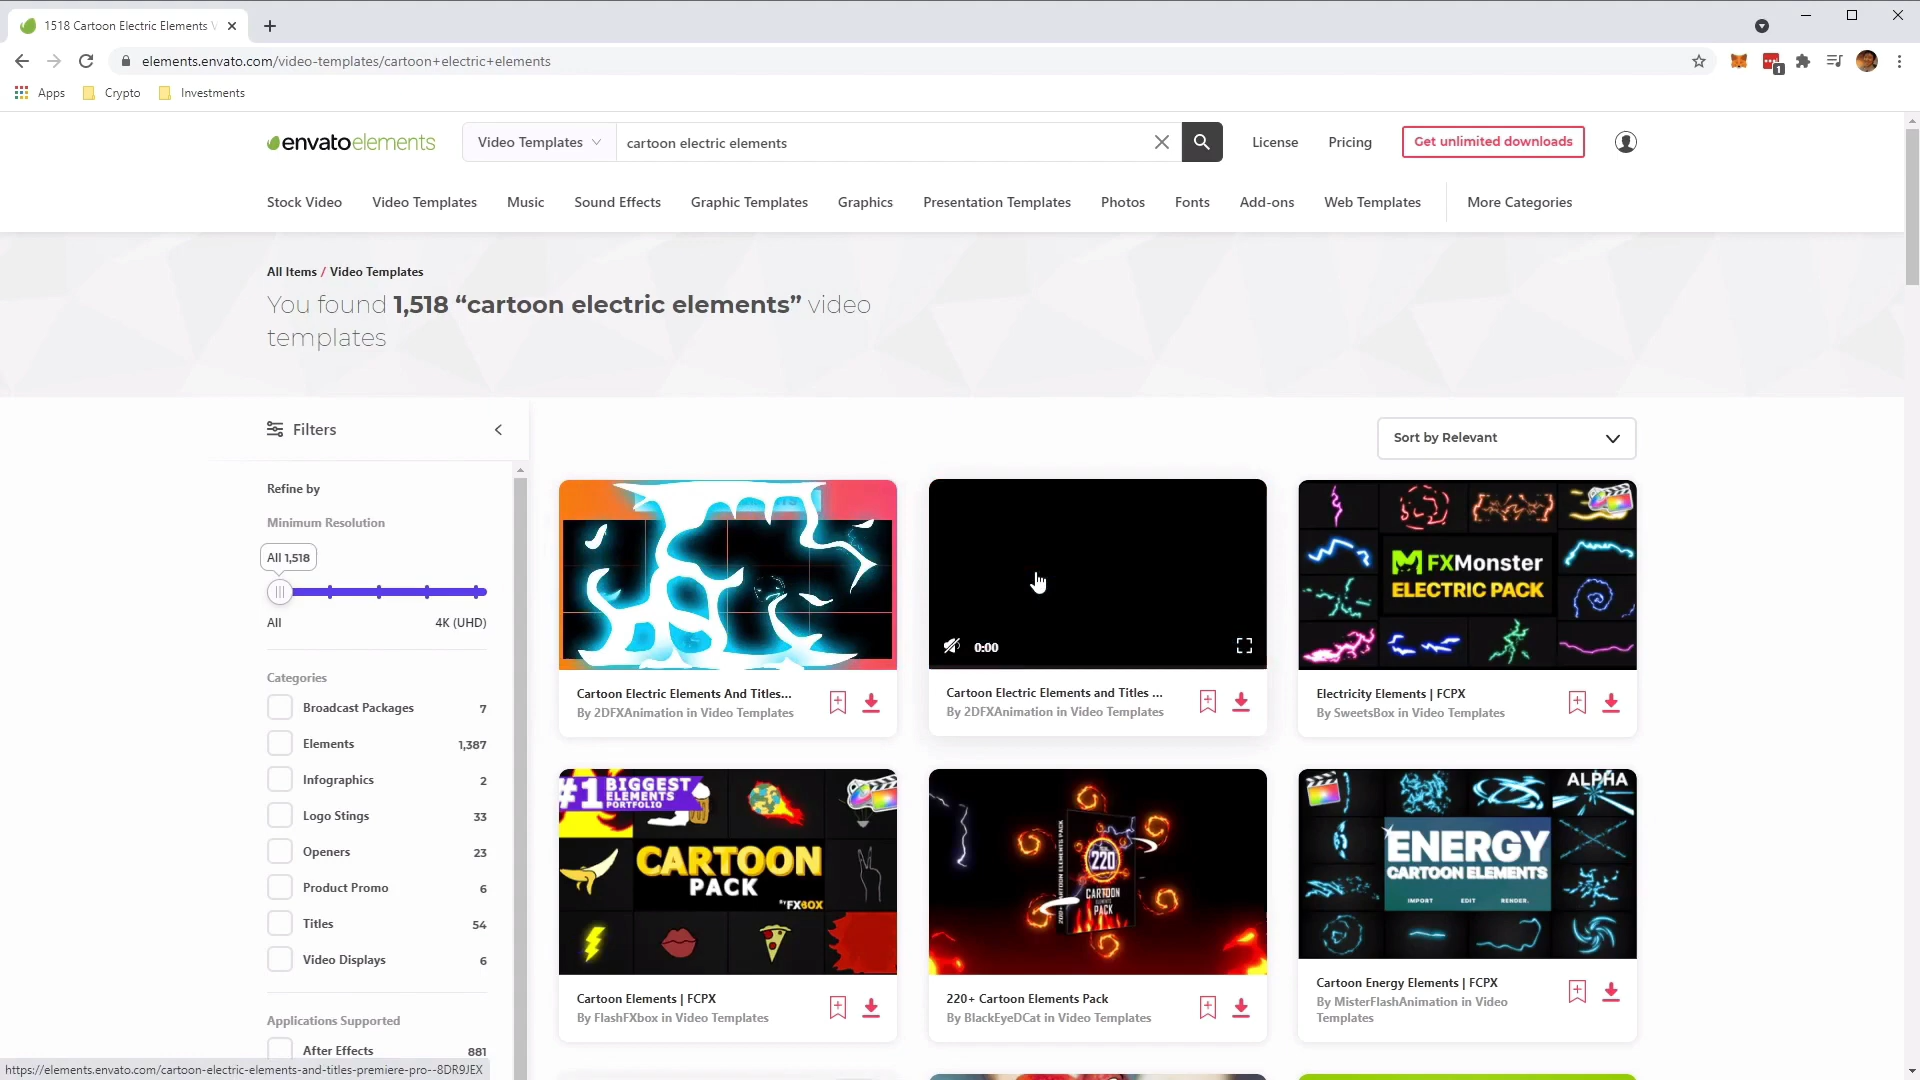 1518 Cartoon Electric Elements V
elements.envato.com/video-templates/cartoon+electric+elements
1
Apps
Crypto
Investments
envatoelements
Video Templates
cartoon electric elements
License
Pricing
Get unlimited downloads
Stock Video
Video Templates
Music
Sound Effects
Graphic Templates
Graphics
Presentation Templates
Photos
Fonts
Add-ons
Web Templates
More Categories
All Items / Video Templates
You found 1,518 “cartoon electric elements” video
templates
Filters
Sort by Relevant
Refine by
Minimum Resolution
All 1,518
All
4K (UHD)
Categories
Broadcast Packages 7
Elements 1,387
Infographics 2
Logo Stings 33
Openers 23
Product Promo 6
Titles 54
Video Displays 6
Applications Supported
After Effects 881
Cartoon Electric Elements And Titles...
By 2DFXAnimation in Video Templates
0:00
Cartoon Electric Elements and Titles ...
By 2DFXAnimation in Video Templates
FXMonster
ELECTRIC PACK
Electricity Elements | FCPX
By SweetsBox in Video Templates
#1 BIGGEST
ELEMENTS
PORTFOLIO
CARTOON
PACK
BY FXBOX
Cartoon Elements | FCPX
By FlashFXbox in Video Templates
220
CARTOON
ELEMENTS
PACK
220+ Cartoon Elements Pack
By BlackEyeDCat in Video Templates
ALPHA
ENERGY
CARTOON ELEMENTS
IMPORT EDIT RENDER.
Cartoon Energy Elements | FCPX
By MisterFlashAnimation in Video
Templates
https://elements.envato.com/cartoon-electric-elements-and-titles-premiere-pro--8DR9JEX